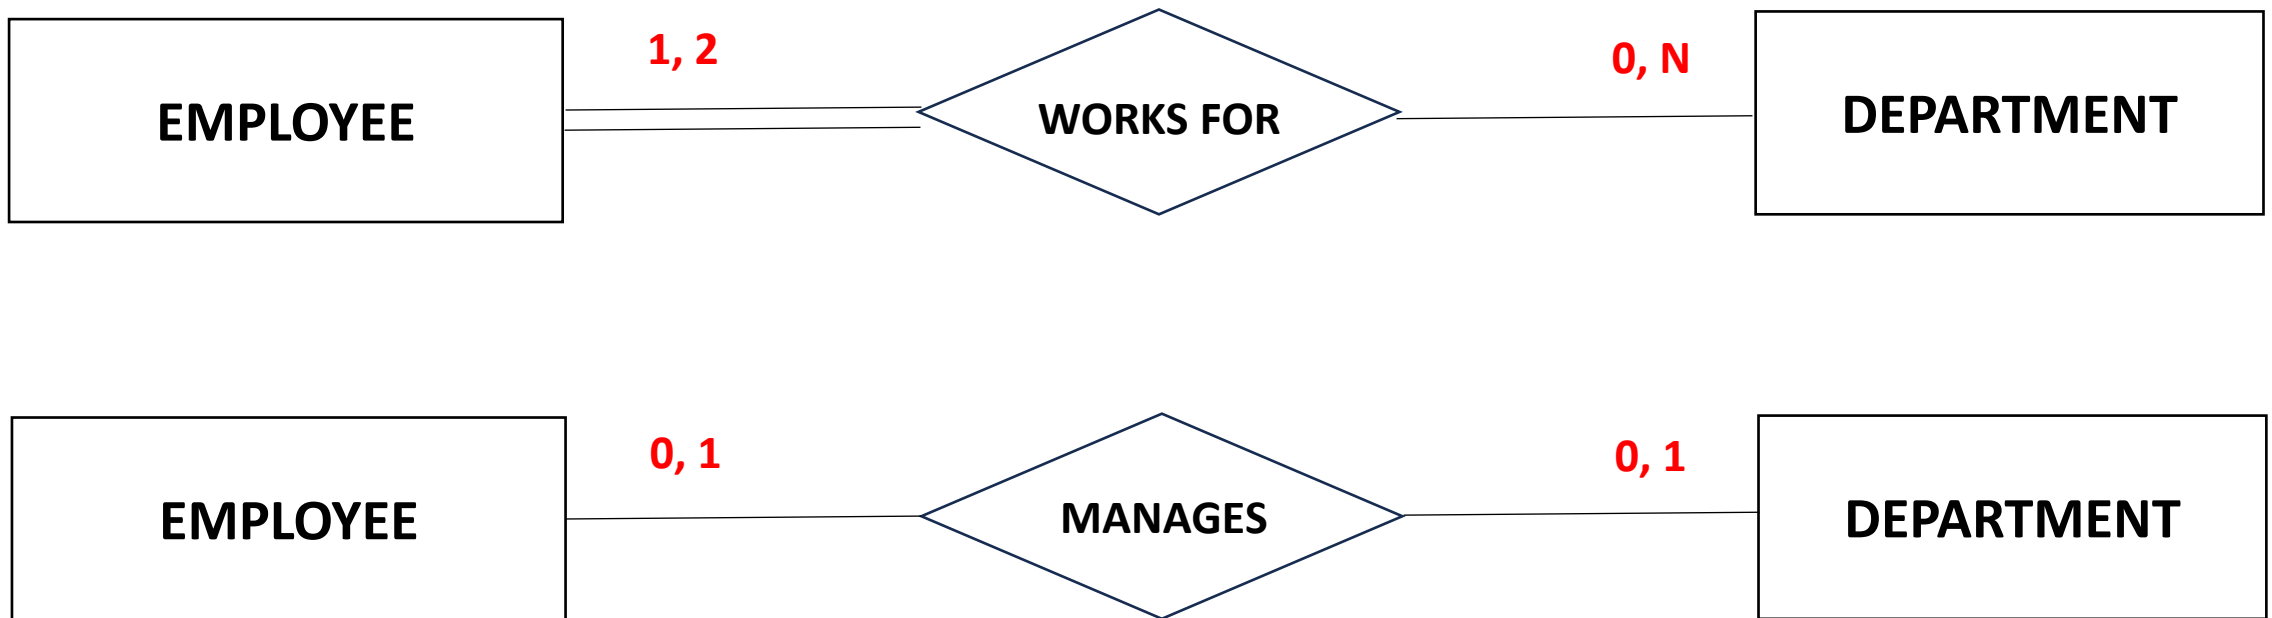 1, 2
0, N
EMPLOYEE
WORKS FOR
DEPARTMENT
0, 1
0, 1
EMPLOYEE
MANAGES
DEPARTMENT